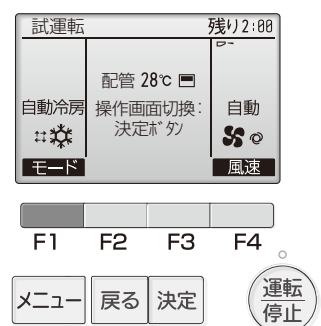 試運転 残り2:00
配管 28℃
自動冷房 操作画面切換: 自動
決定ボタン
モード 風速
F1 F2 F3 F4
メニュー 戻る 決定 運転
停止